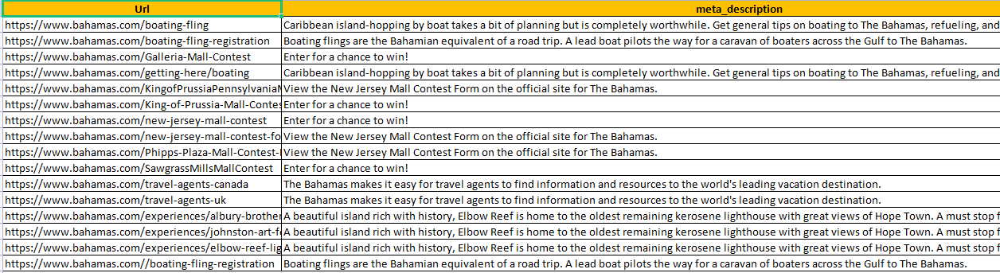 Url meta_description
https://www.bahamas.com/boating-fling Caribbean island-hopping by boat takes a bit of planning but is completely worthwhile. Get general tips on boating to The Bahamas, refueling, and
https://www.bahamas.com/boating-fling-registration Boating flings are the Bahamian equivalent of a road trip. A lead boat pilots the way for a caravan of boaters across the Gulf to The Bahamas.
https://www.bahamas.com/Galleria-Mall-Contest Enter for a chance to win!
https://www.bahamas.com/getting-here/boating Caribbean island-hopping by boat takes a bit of planning but is completely worthwhile. Get general tips on boating to The Bahamas, refueling, and
https://www.bahamas.com/KingofPrussiaPennsylvaniaM View the New Jersey Mall Contest Form on the official site for The Bahamas.
https://www.bahamas.com/King-of-Prussia-Mall-Contes Enter for a chance to win!
https://www.bahamas.com/new-jersey-mall-contest Enter for a chance to win!
https://www.bahamas.com/new-jersey-mall-contest-fo View the New Jersey Mall Contest Form on the official site for The Bahamas.
https://www.bahamas.com/Phipps-Plaza-Mall-Contest- View the New Jersey Mall Contest Form on the official site for The Bahamas.
https://www.bahamas.com/SawgrassMillsMallContest Enter for a chance to win!
https://www.bahamas.com/travel-agents-canada The Bahamas makes it easy for travel agents to find information and resources to the world's leading vacation destination.
https://www.bahamas.com/travel-agents-uk The Bahamas makes it easy for travel agents to find information and resources to the world's leading vacation destination.
https://www.bahamas.com/experiences/albury-brother A beautiful island rich with history, Elbow Reef is home to the oldest remaining kerosene lighthouse with great views of Hope Town. A must stop f
https://www.bahamas.com/experiences/johnston-art-f A beautiful island rich with history, Elbow Reef is home to the oldest remaining kerosene lighthouse with great views of Hope Town. A must stop f
https://www.bahamas.com/experiences/elbow-reef-lig A beautiful island rich with history, Elbow Reef is home to the oldest remaining kerosene lighthouse with great views of Hope Town. A must stop f
https://www.bahamas.com//boating-fling-registration Boating flings are the Bahamian equivalent of a road trip. A lead boat pilots the way for a caravan of boaters across the Gulf to The Bahamas.